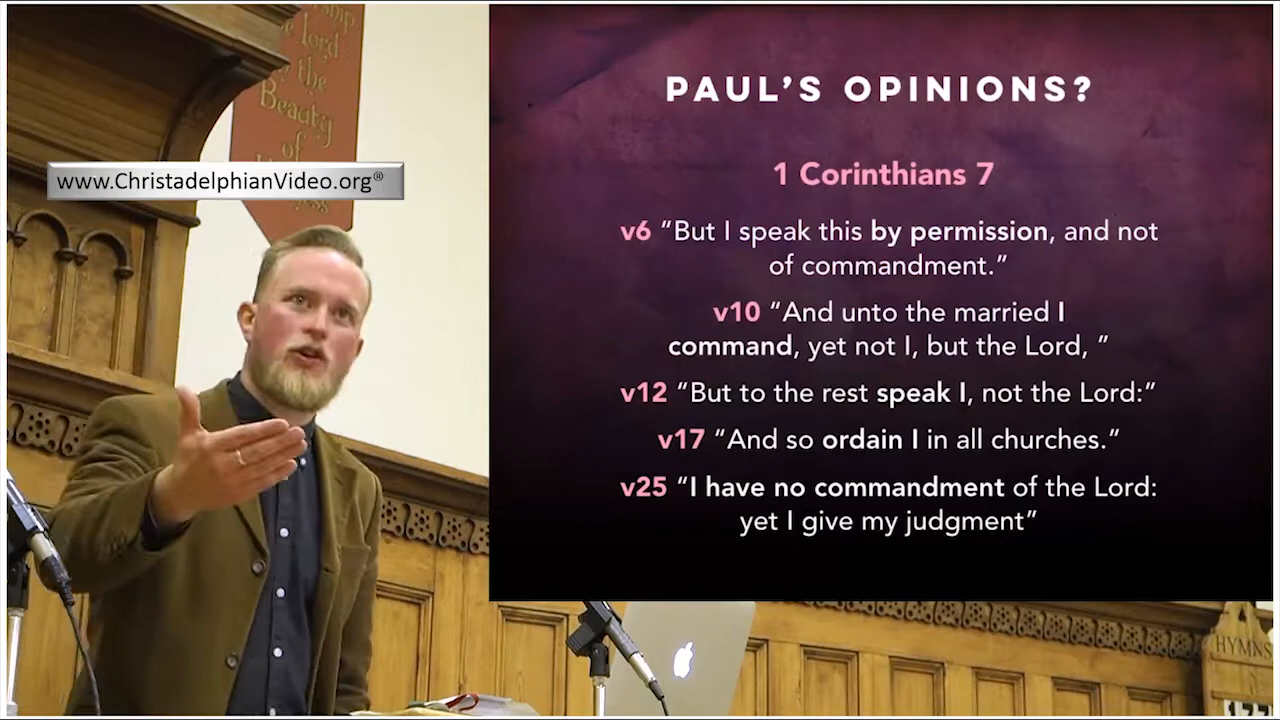 Lord
the
Beauty
of
www.ChristadelphianVideo.org®
PAUL'S OPINIONS?
1 Corinthians 7
v6 “But I speak this by permission, and not
of commandment.”
v10 “And unto the married I
command, yet not I, but the Lord, ”
v12 “But to the rest speak I, not the Lord:”
v17 “And so ordain I in all churches.”
v25 “I have no commandment of the Lord:
yet I give my judgment”
HYMNS